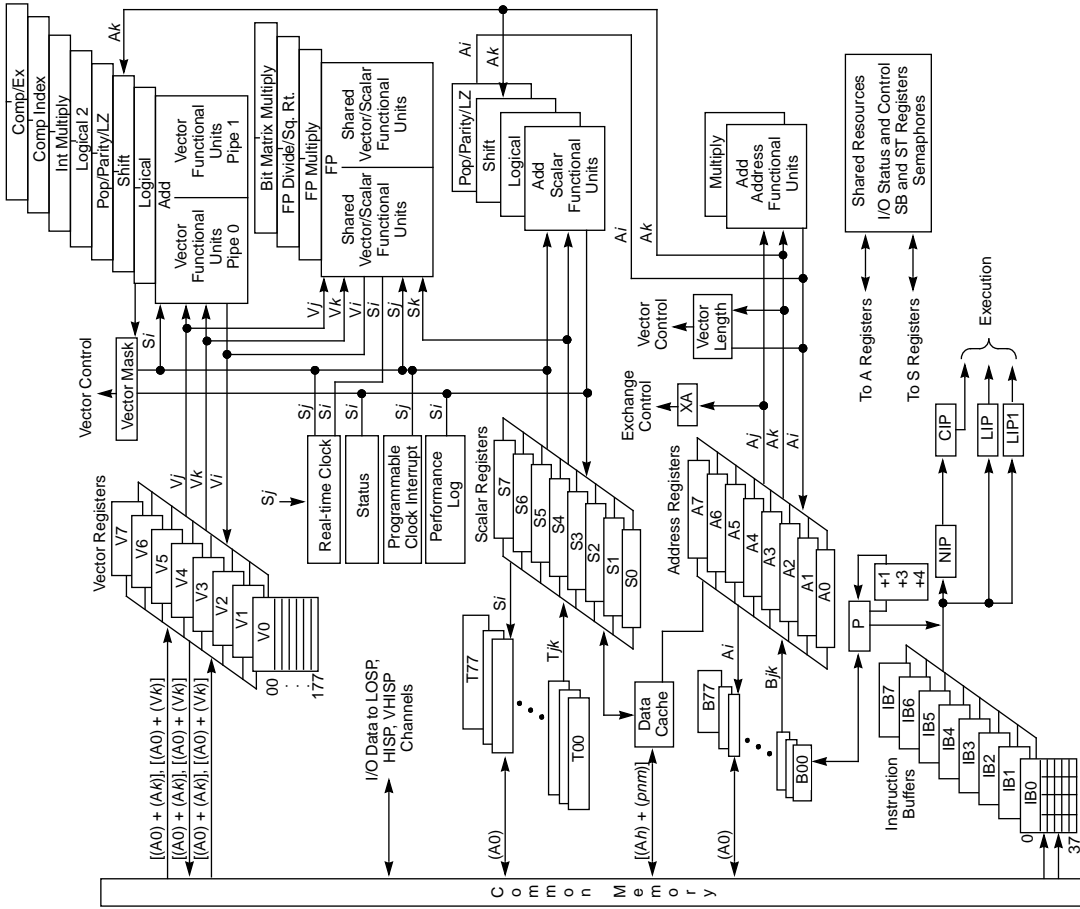 Comp/Ex
Comp Index
Int Multiply
Logical 2
Pop/Parity/LZ
Shift
Logical
Add
Vector
Functional
Units
Pipe 0
Vector
Functional
Units
Pipe 1
Ak
Bit Matrix Multiply
FP Divide/Sq. Rt.
FP Multiply
FP
Shared
Vector/Scalar
Functional
Units
Shared
Vector/Scalar
Functional
Units
Ai
Ak
Pop/Parity/LZ
Shift
Logical
Add
Scalar
Functional
Units
Multiply
Add
Address
Functional
Units
Ai
Ak
Shared Resources
I/O Status and Control
SB and ST Registers
Semaphores
Vector Control
Vector Mask
Si
Vj
Vk
Vi
Si
Sj
Sk
Vector
Control
Vector
Length
Exchange
Control
XA
To A Registers
To S Registers
Execution
Vector Registers
V7
V6
V5
V4
V3
V2
V1
V0
00
.
.
177
Vj
Vk
Vi
Sj
Real-time Clock
Sj
Si
Status
Si
Programmable
Clock Interrupt
Sj
Performance
Log
Si
Scalar Registers
S7
S6
S5
S4
S3
S2
S1
S0
Address Registers
A7
A6
A5
A4
A3
A2
A1
A0
Aj
Ak
Ai
CIP
LIP
LIP1
NIP
[(A0) + (Ak)], [(A0) + (Vk)]
[(A0) + (Ak)], [(A0) + (Vk)]
[(A0) + (Ak)], [(A0) + (Vk)]
I/O Data to LOSP,
HISP, VHISP
Channels
(A0)
T77
Si
T00
Tjk
[(Ah) + (pnm)]
Data
Cache
(A0)
B77
Ai
B00
Bjk
P
+1
+3
+4
Instruction
Buffers
IB7
IB6
IB5
IB4
IB3
IB2
IB1
IB0
0
37
Common Memory